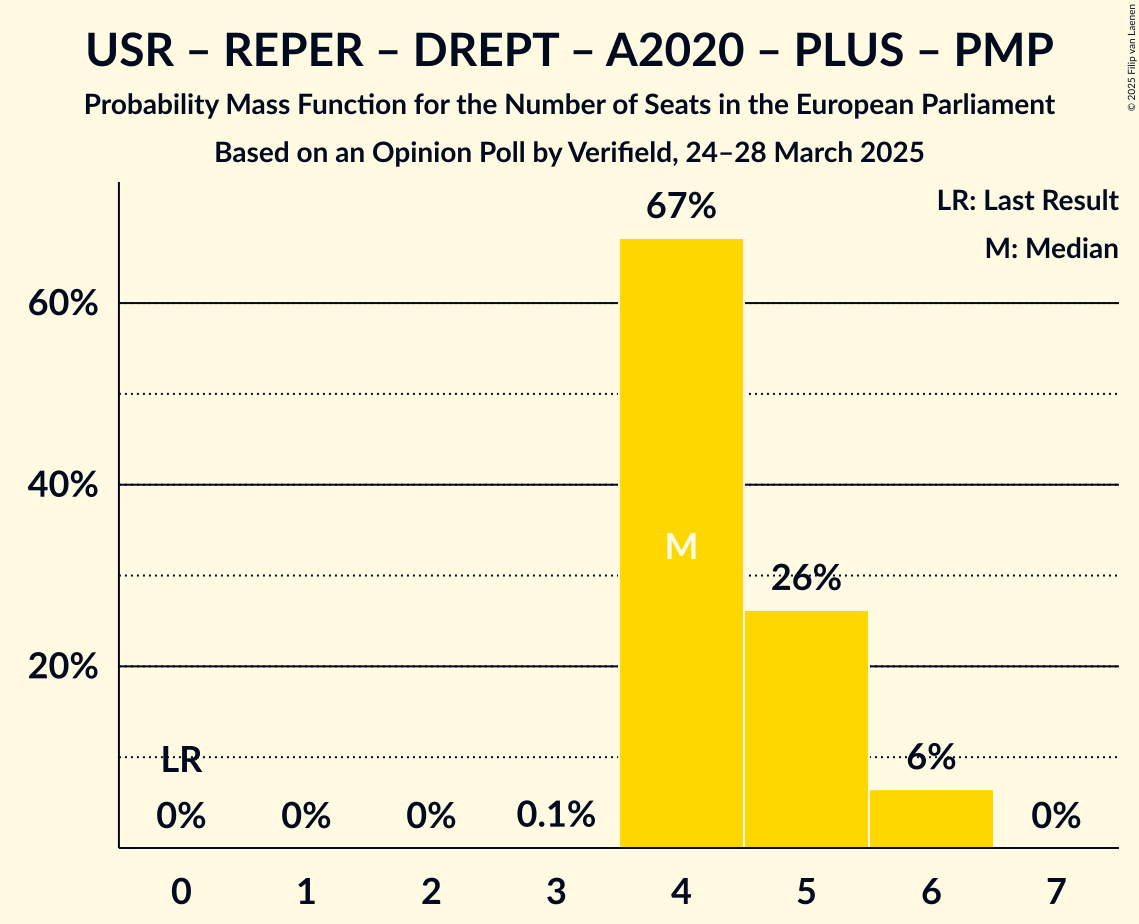 USR – REPER – DREPT – A2020 – PLUS – PMP
Probability Mass Function for the Number of Seats in the European Parliament
Based on an Opinion Poll by Verifield, 24–28 March 2025
© 2025 Filip van Laenen
LR: Last Result
M: Median
67%
60%
40%
M
26%
20%
LR
6%
0%
0%
0%
0.1%
0%
0
1
2
3
4
5
6
7